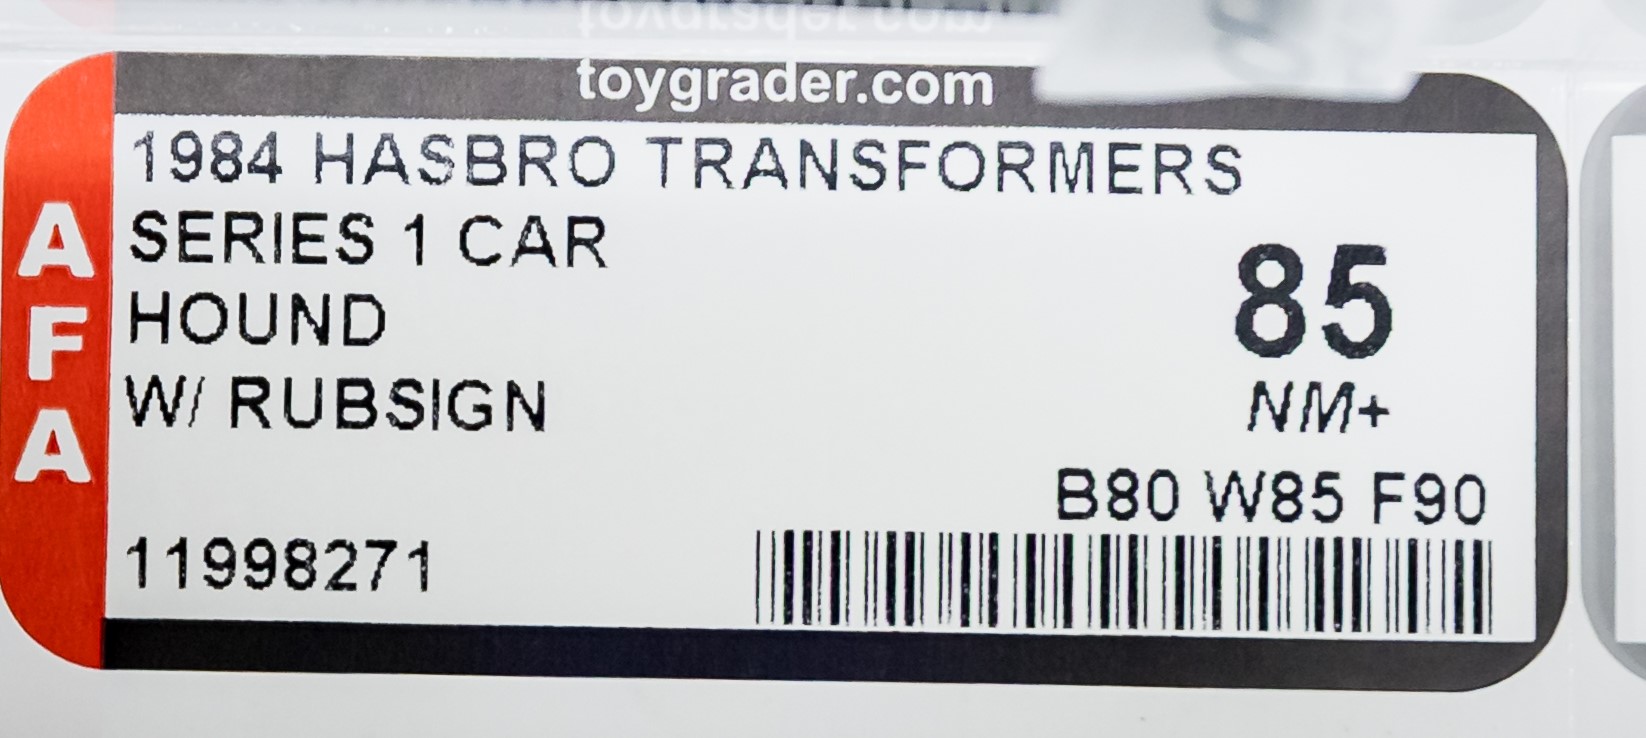 toygrader.com
AFA
1984 HASBRO TRANSFORMERS
SERIES 1 CAR
HOUND
W/ RUBSIGN
85
NM+
B80 W85 F90
11998271